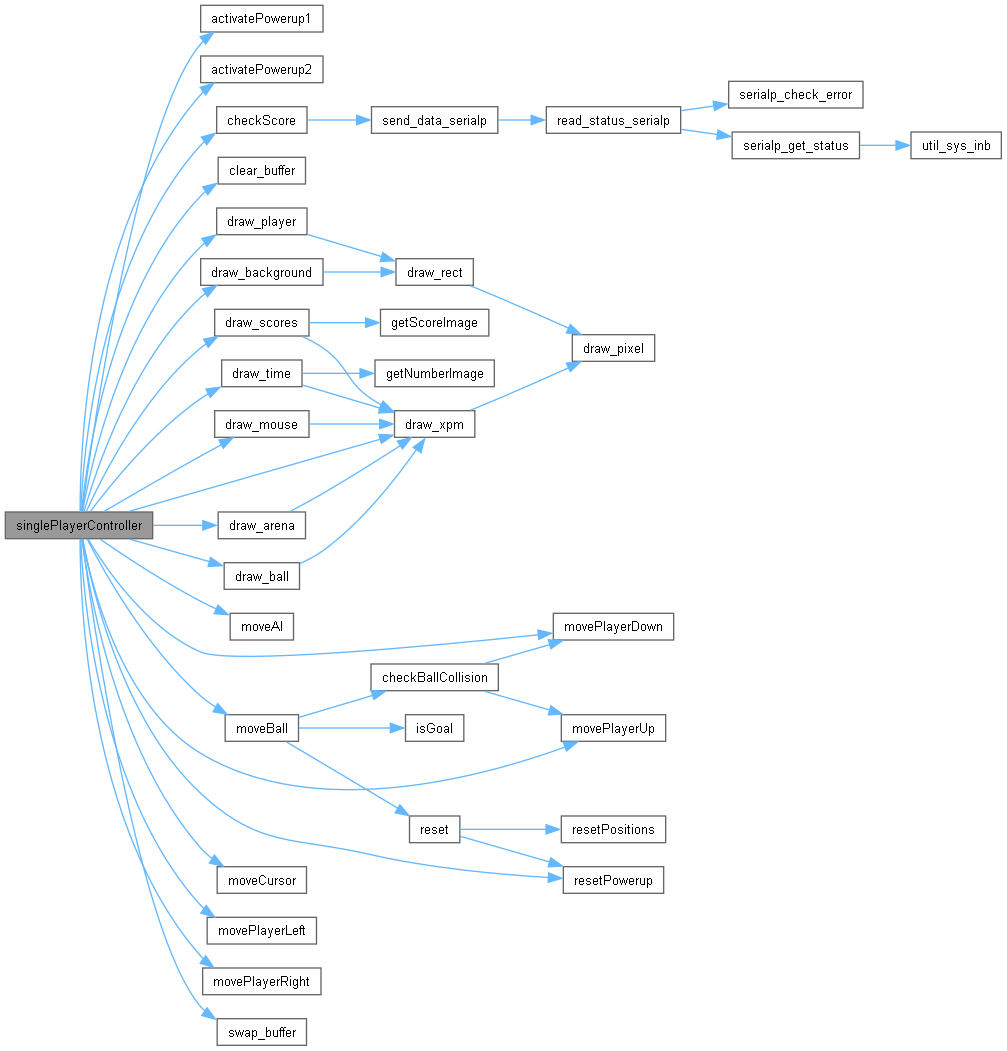 activatePowerup1
activatePowerup2
serialp_check_error
checkScore
send_data_serialp
read_status_serialp
serialp_get_status
util_sys_inb
clear_buffer
draw_player
draw_background
draw_rect
draw_scores
getScoreImage
draw_pixel
draw_time
getNumberImage
draw_mouse
draw_xpm
singlePlayerController
draw_arena
draw_ball
moveAI
movePlayerDown
checkBallCollision
moveBall
isGoal
movePlayerUp
reset
resetPositions
moveCursor
resetPowerup
movePlayerLeft
movePlayerRight
swap_buffer